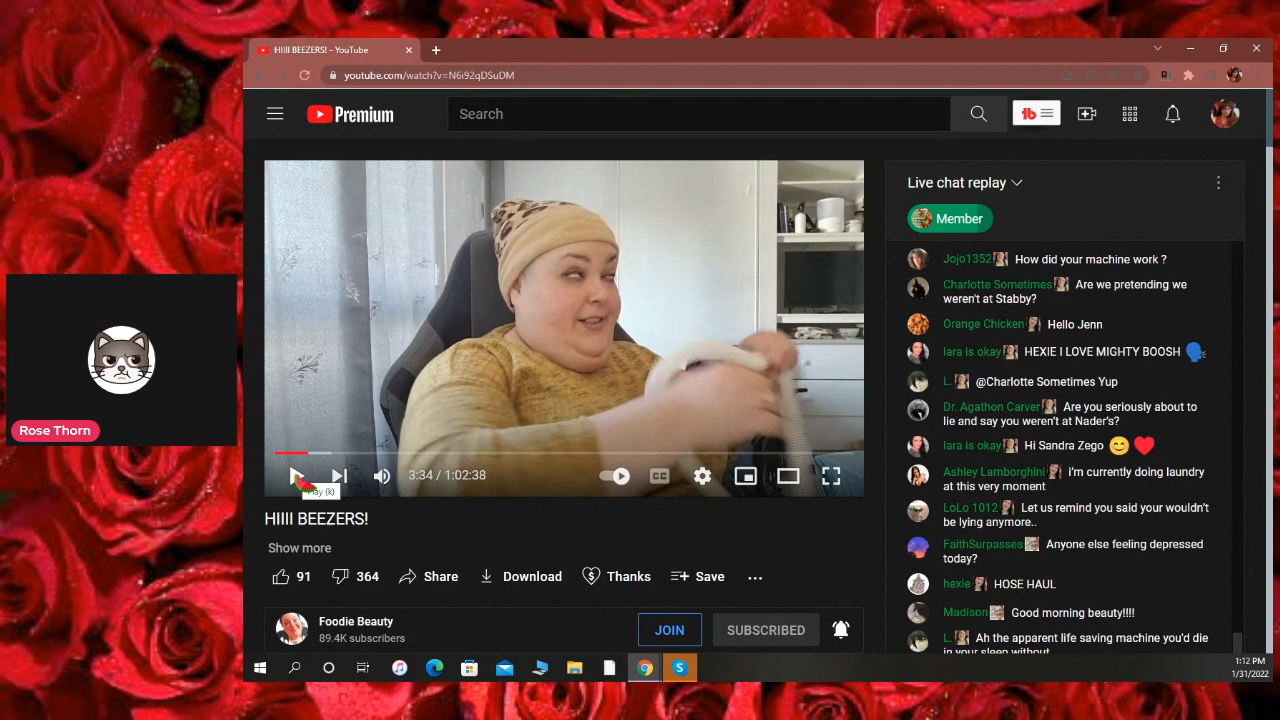 HIIII BEEZERS! - YouTube
youtube.com/watch?v=N6i92qDSuDM
Premium
Search
Live chat replay
Member
Jojo1352 How did your machine work ?
Charlotte Sometimes Are we pretending we
weren't at Stabby?
Orange Chicken Hello Jenn
lara is okay HEXIE I LOVE MIGHTY BOOSH
L. @Charlotte Sometimes Yup
Dr. Agathon Carver Are you seriously about to
lie and say you weren't at Nader's?
lara is okay Hi Sandra Zego
Ashley Lamborghini i'm currently doing laundry
at this very moment
LoLo 1012 Let us remind you said your wouldn't
be lying anymore..
FaithSurpasses Anyone else feeling depressed
today?
hexie HOSE HAUL
Madison Good morning beauty!!!!
L. Ah the apparent life saving machine you'd die
in your sleep without
Rose Thorn
3:34 / 1:02:38
CC
Play (k)
HIIII BEEZERS!
Show more
91 364 Share Download Thanks Save
Foodie Beauty
89.4K subscribers
JOIN
SUBSCRIBED
1:12 PM
1/31/2022